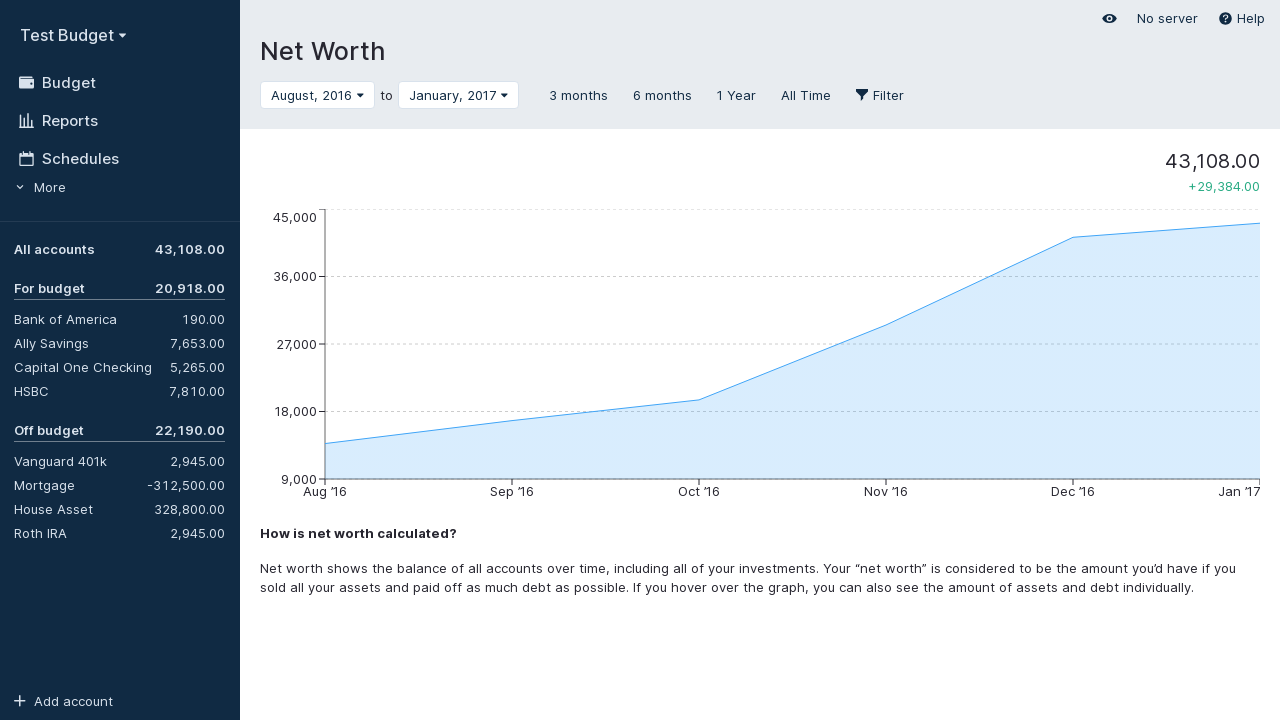 Test Budget
Budget
Reports
Schedules
More
All accounts 43,108.00
For budget 20,918.00
Bank of America 190.00
Ally Savings 7,653.00
Capital One Checking 5,265.00
HSBC 7,810.00
Off budget 22,190.00
Vanguard 401k 2,945.00
Mortgage -312,500.00
House Asset 328,800.00
Roth IRA 2,945.00
Add account
No server Help
Net Worth
August, 2016 to January, 2017 3 months 6 months 1 Year All Time Filter
43,108.00
+29,384.00
45,000
36,000
27,000
18,000
9,000
Aug ‘16 Sep ‘16 Oct ‘16 Nov ‘16 Dec ‘16 Jan ‘17
How is net worth calculated?
Net worth shows the balance of all accounts over time, including all of your investments. Your “net worth” is considered to be the amount you’d have if you
sold all your assets and paid off as much debt as possible. If you hover over the graph, you can also see the amount of assets and debt individually.